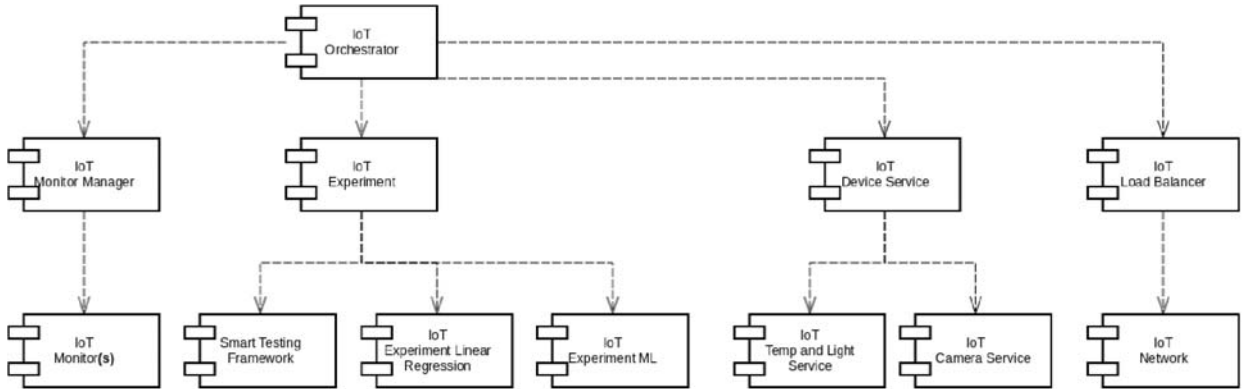 IoT
Orchestrator
IoT
Monitor Manager
IoT
Experiment
IoT
Device Service
IoT
Load Balancer
IoT
Monitor(s)
Smart Testing
Framework
IoT
Experiment Linear
Regression
IoT
Experiment ML
IoT
Temp and Light
Service
IoT
Camera Service
IoT
Network